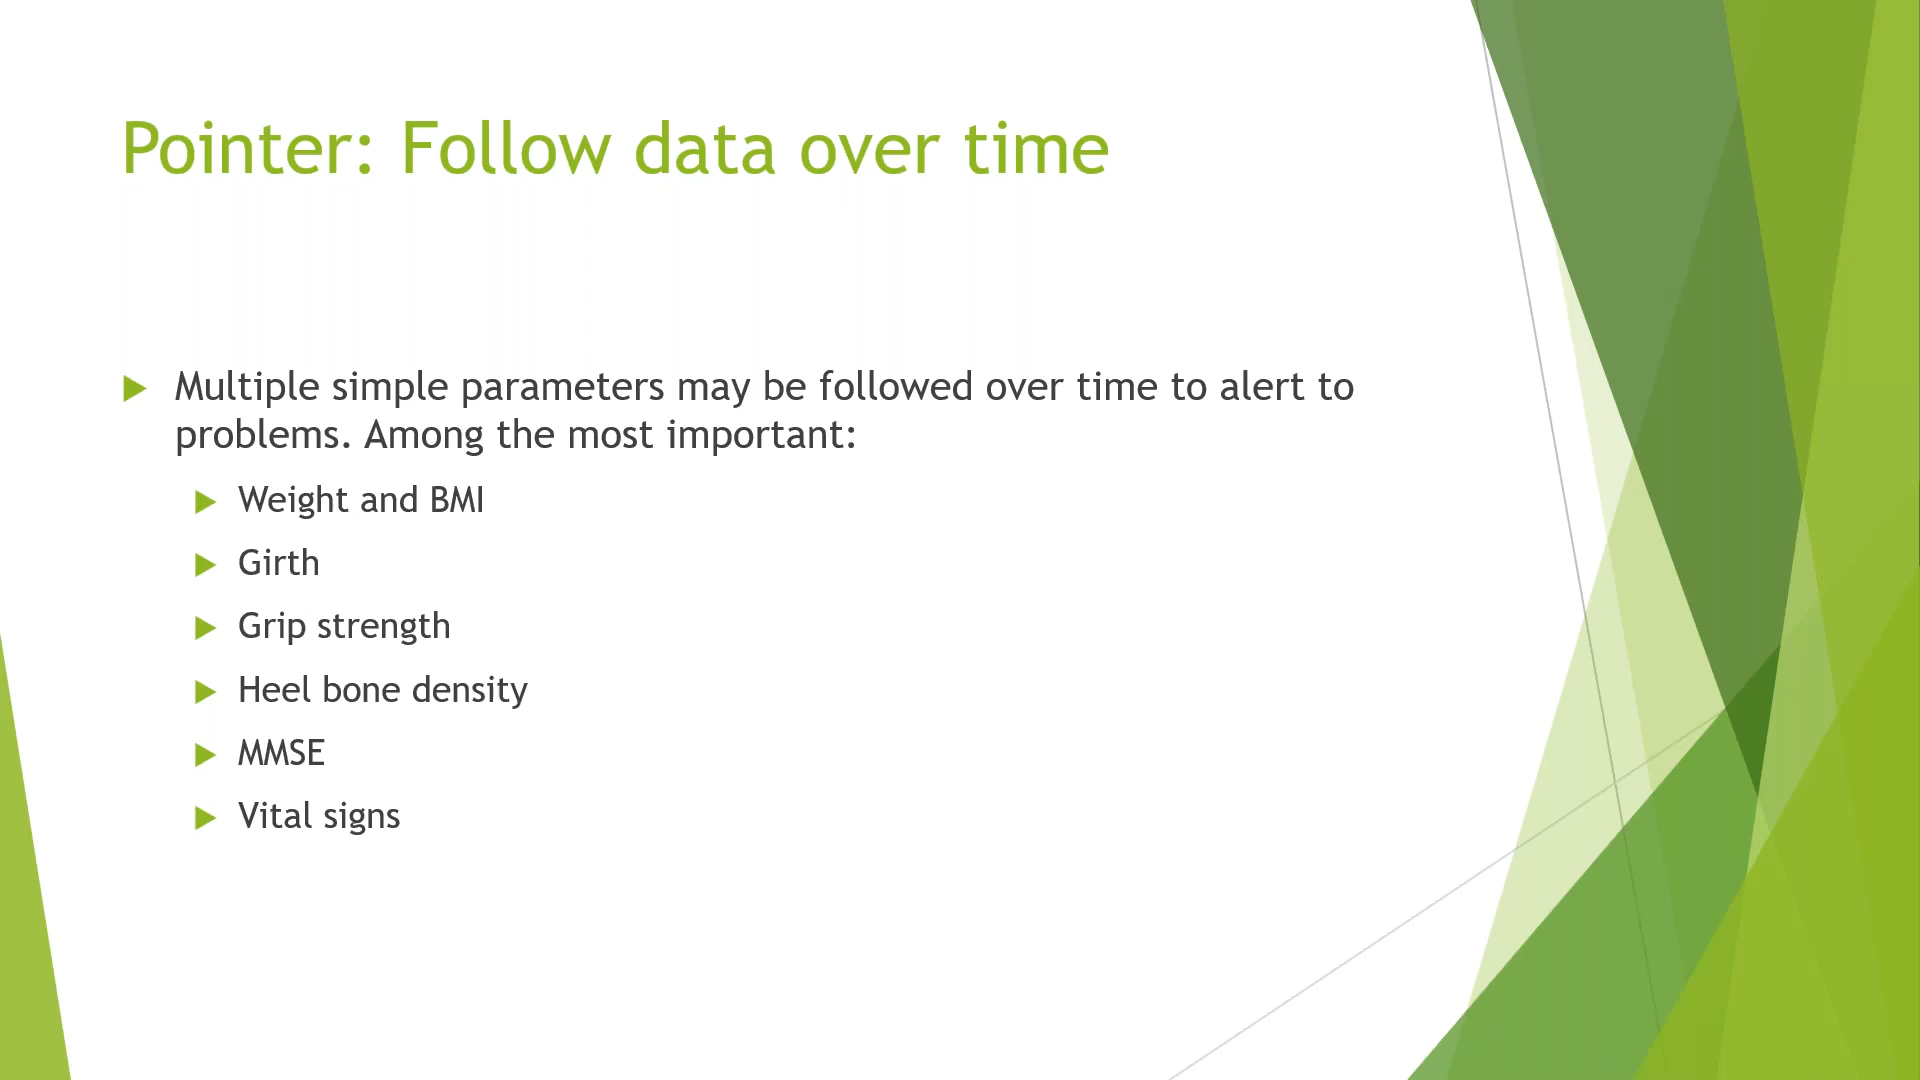 Pointer: Follow data over time
Multiple simple parameters may be followed over time to alert to
problems. Among the most important:
Weight and BMI
Girth
Grip strength
Heel bone density
MMSE
Vital signs